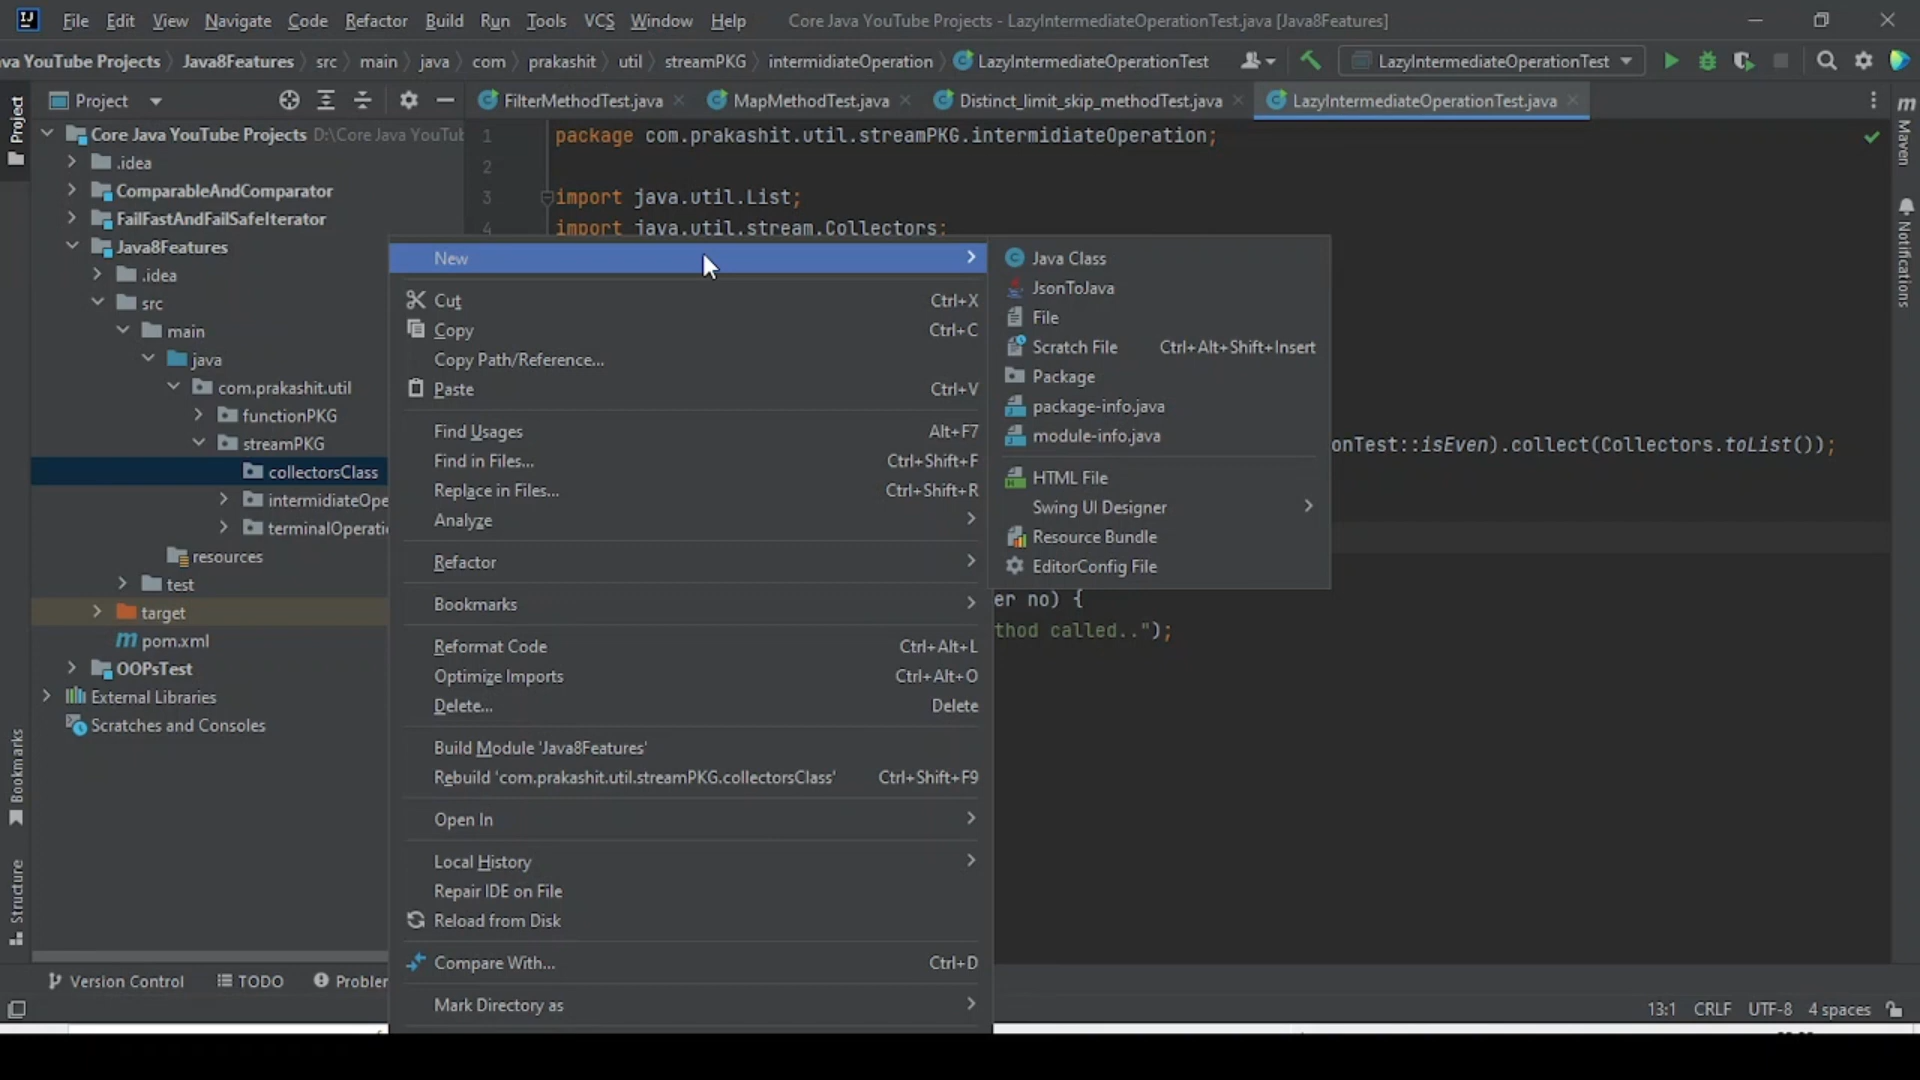 File Edit View Navigate Code Refactor Build Run Tools VCS Window Help Core Java YouTube Projects - LazyIntermediateOperationTest.java [Java8Features]
va YouTube Projects Java8Features src main java com prakashit util streamPKG intermidiateOperation LazyIntermediateOperationTest LazyIntermediateOperationTest
Project FilterMethodTest.java MapMethodTest.java Distinct_limit_skip_methodTest.java LazyIntermediateOperationTest.java
Project
Bookmarks
Structure
Core Java YouTube Projects D:\Core Java YouTub
.idea
ComparableAndComparator
FailFastAndFailSafeIterator
Java8Features
.idea
src
main
java
com.prakashit.util
functionPKG
streamPKG
collectorsClass
intermidiateOpe
terminalOperati
resources
test
target
pom.xml
OOPsTest
External Libraries
Scratches and Consoles
1 package com.prakashit.util.streamPKG.intermidiateOperation;
2
3 import java.util.List;
4 import java.util.stream.Collectors;
onTest::isEven).collect(Collectors.toList());
er no) {
thod called..");
New
Cut Ctrl+X
Copy Ctrl+C
Copy Path/Reference...
Paste Ctrl+V
Find Usages Alt+F7
Find in Files... Ctrl+Shift+F
Replace in Files... Ctrl+Shift+R
Analyze
Refactor
Bookmarks
Reformat Code Ctrl+Alt+L
Optimize Imports Ctrl+Alt+O
Delete... Delete
Build Module 'Java8Features'
Rebuild 'com.prakashit.util.streamPKG.collectorsClass' Ctrl+Shift+F9
Open In
Local History
Repair IDE on File
Reload from Disk
Compare With... Ctrl+D
Mark Directory as
Java Class
JsonToJava
File
Scratch File Ctrl+Alt+Shift+Insert
Package
package-info.java
module-info.java
HTML File
Swing UI Designer
Resource Bundle
EditorConfig File
m Maven
Notifications
Version Control TODO Probler
13:1 CRLF UTF-8 4 spaces